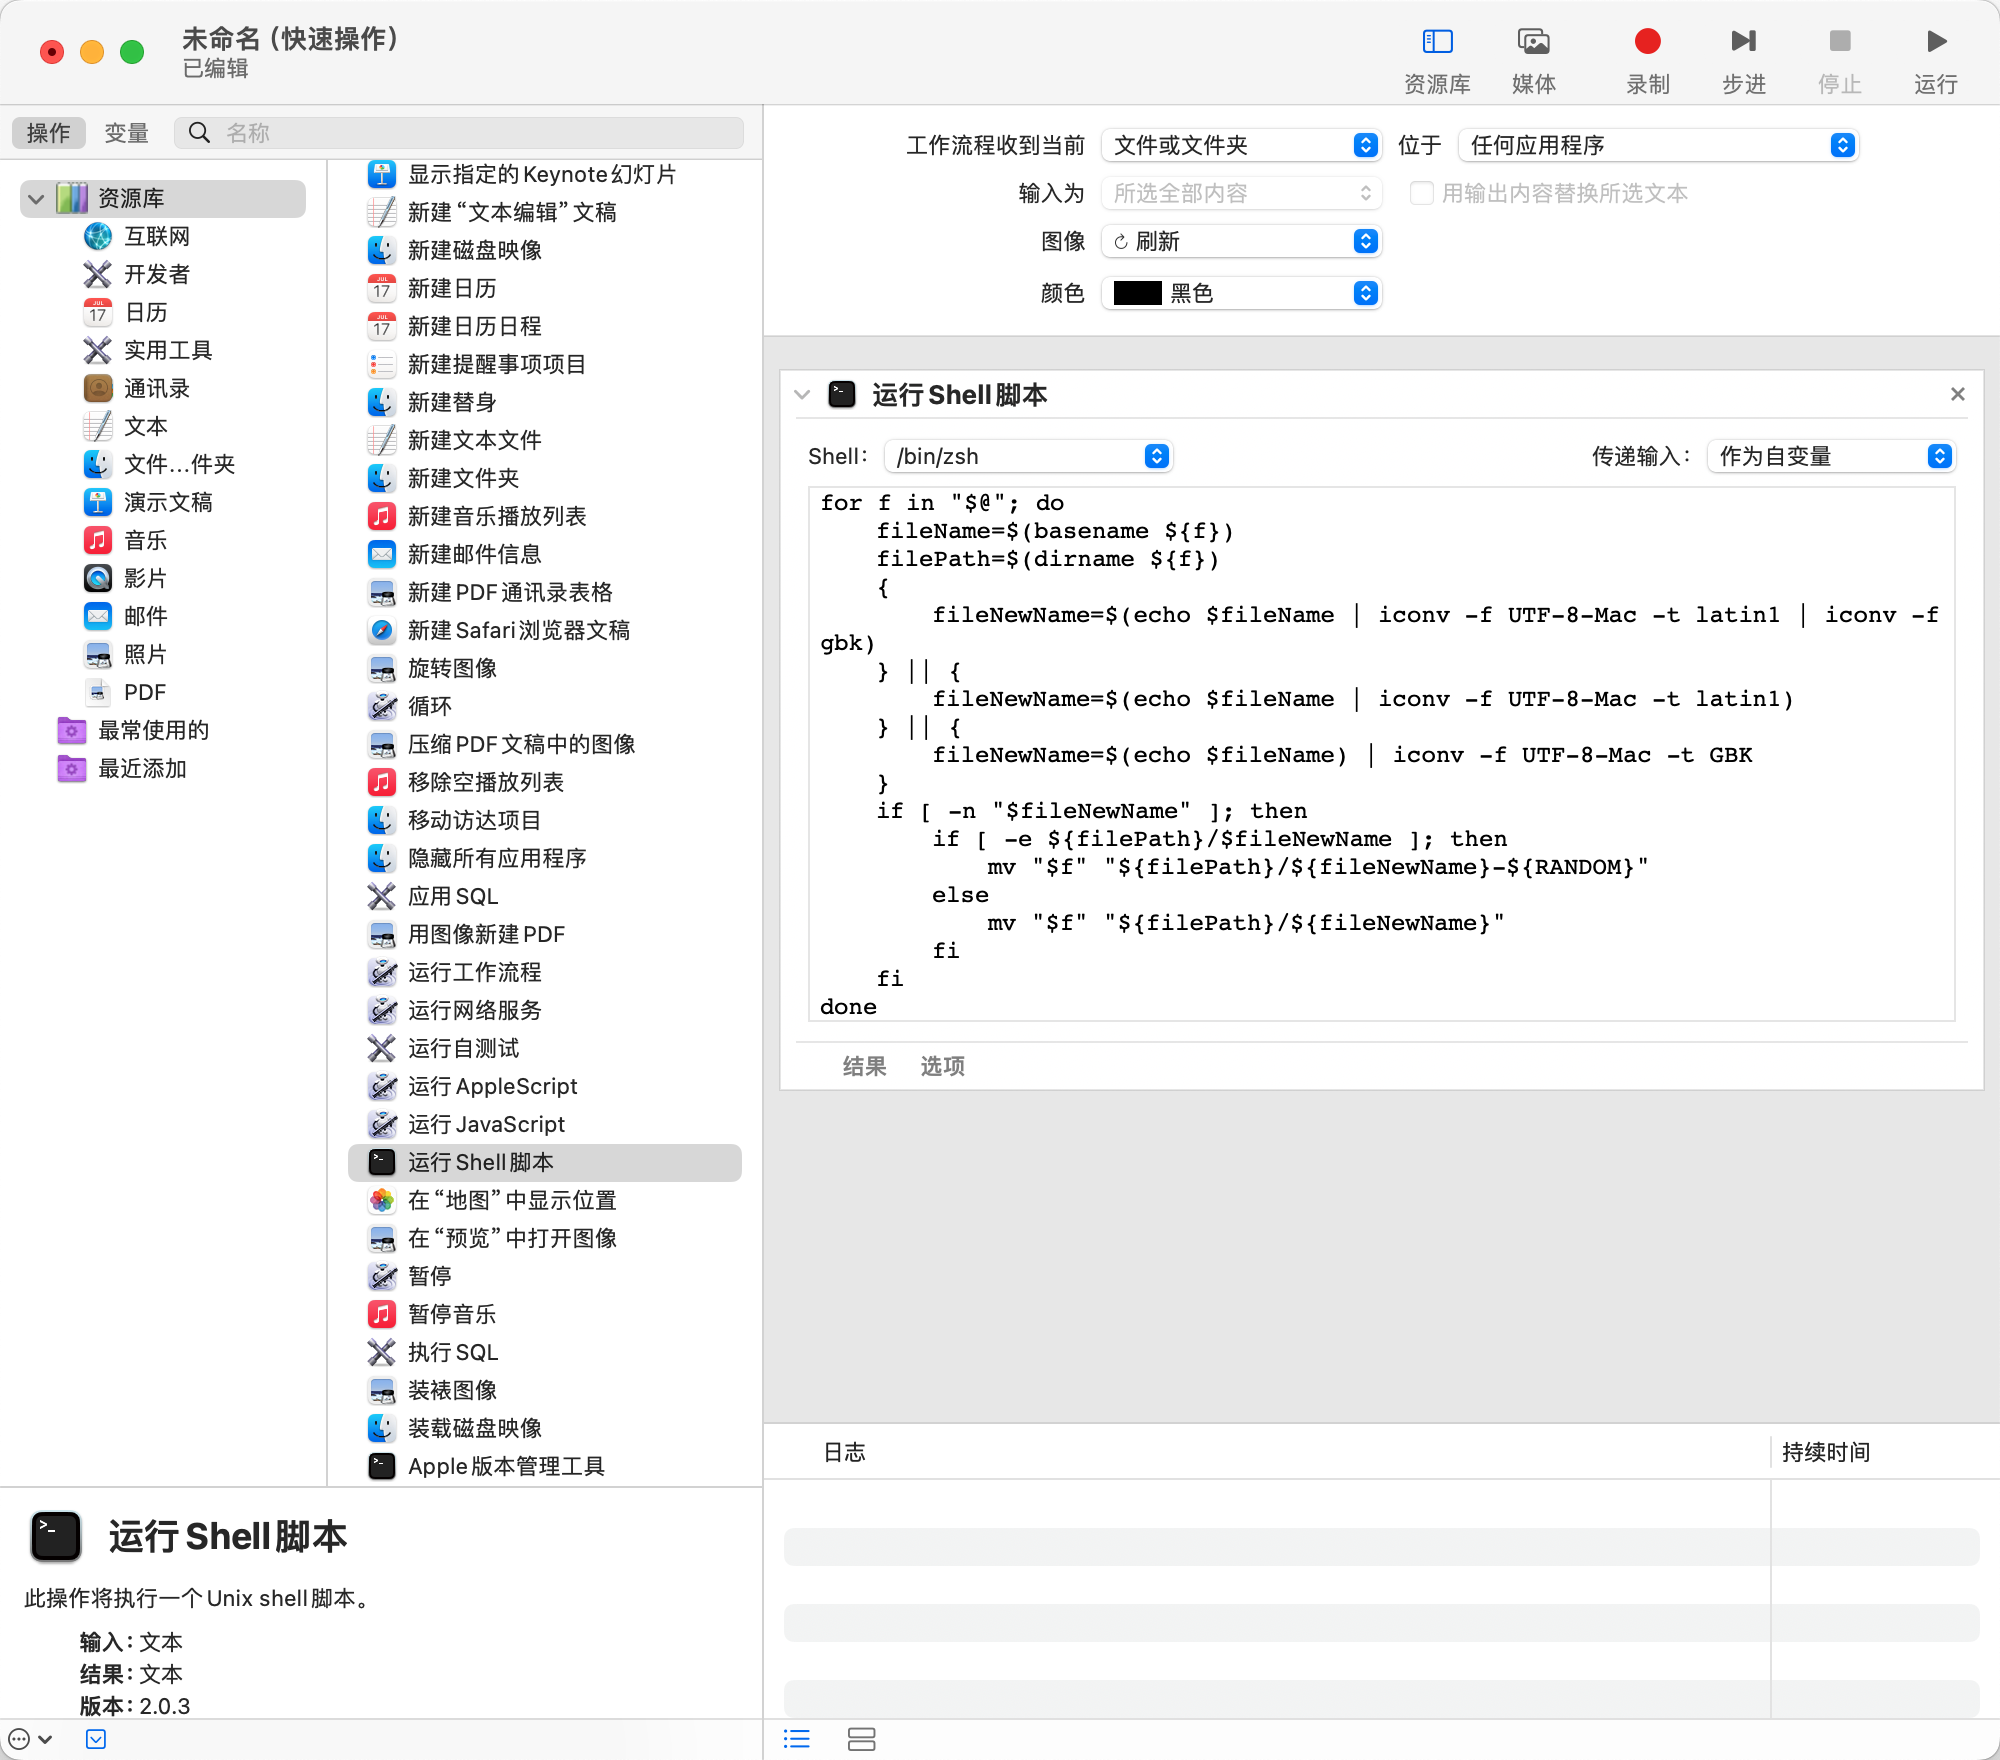 未命名（快速操作）
已编辑
资源库
媒体
录制
步进
停止
运行
操作
变量
名称
资源库
互联网
开发者
日历
实用工具
通讯录
文本
文件...件夹
演示文稿
音乐
影片
邮件
照片
PDF
最常使用的
最近添加
显示指定的Keynote幻灯片
新建“文本编辑”文稿
新建磁盘映像
新建日历
新建日历日程
新建提醒事项项目
新建替身
新建文本文件
新建文件夹
新建音乐播放列表
新建邮件信息
新建PDF通讯录表格
新建Safari浏览器文稿
旋转图像
循环
压缩PDF文稿中的图像
移除空播放列表
移动访达项目
隐藏所有应用程序
应用SQL
用图像新建PDF
运行工作流程
运行网络服务
运行自测试
运行AppleScript
运行JavaScript
运行Shell脚本
在“地图”中显示位置
在“预览”中打开图像
暂停
暂停音乐
执行SQL
装裱图像
装载磁盘映像
Apple版本管理工具
运行Shell脚本
此操作将执行一个Unix shell脚本。
输入：文本
结果：文本
版本：2.0.3
工作流程收到当前 文件或文件夹 位于 任何应用程序
输入为 所选全部内容 用输出内容替换所选文本
图像 刷新
颜色 黑色
运行Shell脚本
Shell： /bin/zsh 传递输入： 作为自变量
for f in "$@"; do
    fileName=$(basename ${f})
    filePath=$(dirname ${f})
    {
        fileNewName=$(echo $fileName | iconv -f UTF-8-Mac -t latin1 | iconv -f
gbk)
    } || {
        fileNewName=$(echo $fileName | iconv -f UTF-8-Mac -t latin1)
    } || {
        fileNewName=$(echo $fileName) | iconv -f UTF-8-Mac -t GBK
    }
    if [ -n "$fileNewName" ]; then
        if [ -e ${filePath}/$fileNewName ]; then
            mv "$f" "${filePath}/${fileNewName}-${RANDOM}"
        else
            mv "$f" "${filePath}/${fileNewName}"
        fi
    fi
done
结果 选项
日志 持续时间